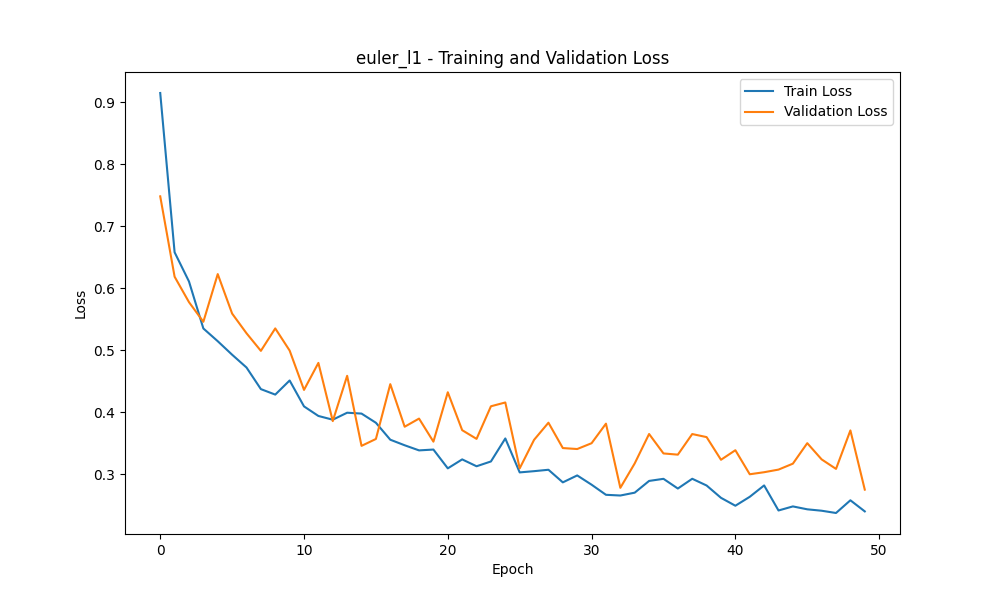 euler_l1 - Training and Validation Loss
Train Loss
Validation Loss
Loss
0.9
0.8
0.7
0.6
0.5
0.4
0.3
0 10 20 30 40 50
Epoch